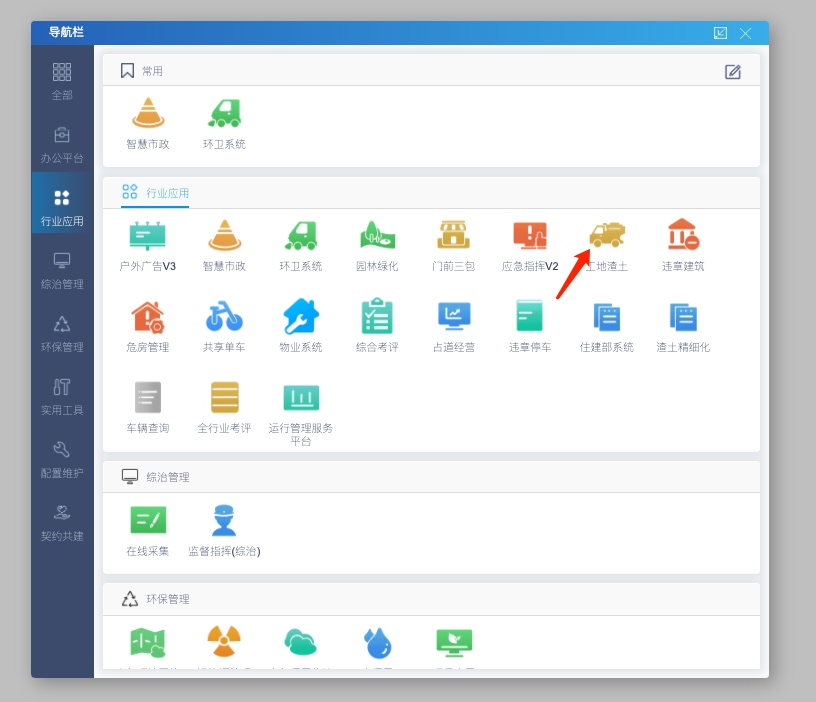 导航栏
全部
办公平台
行业应用
综治管理
环保管理
实用工具
配置维护
契约共建
常用
智慧市政
环卫系统
行业应用
户外广告V3
智慧市政
环卫系统
园林绿化
门前三包
应急指挥V2
工地渣土
违章建筑
危房管理
共享单车
物业系统
综合考评
占道经营
违章停车
住建部系统
渣土精细化
车辆查询
全行业考评
运行管理服务
平台
综治管理
在线采集
监督指挥(综治)
环保管理